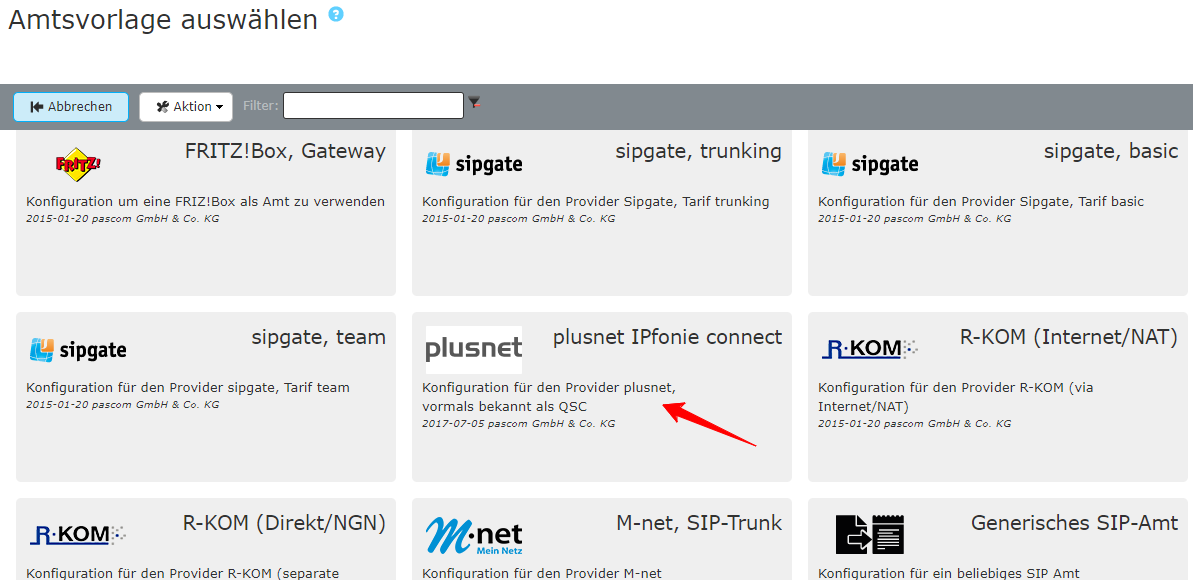 Amtsvorlage auswählen ?
Abbrechen
Aktion
Filter:
FRITZ!
FRITZ!Box, Gateway
Konfiguration um eine FRIZ!Box als Amt zu verwenden
2015-01-20 pascom GmbH & Co. KG
sipgate
sipgate, trunking
Konfiguration für den Provider Sipgate, Tarif trunking
2015-01-20 pascom GmbH & Co. KG
sipgate
sipgate, basic
Konfiguration für den Provider Sipgate, Tarif basic
2015-01-20 pascom GmbH & Co. KG
sipgate
sipgate, team
Konfiguration für den Provider sipgate, Tarif team
2015-01-20 pascom GmbH & Co. KG
plusnet
plusnet IPfonie connect
Konfiguration für den Provider plusnet,
vormals bekannt als QSC
2017-07-05 pascom GmbH & Co. KG
R·KOM
R-KOM (Internet/NAT)
Konfiguration für den Provider R-KOM (via
Internet/NAT)
2015-01-20 pascom GmbH & Co. KG
R·KOM
R-KOM (Direkt/NGN)
Konfiguration für den Provider R-KOM (separate
M·net
Mein Netz
M-net, SIP-Trunk
Konfiguration für den Provider M-net
Generisches SIP-Amt
Konfiguration für ein beliebiges SIP Amt